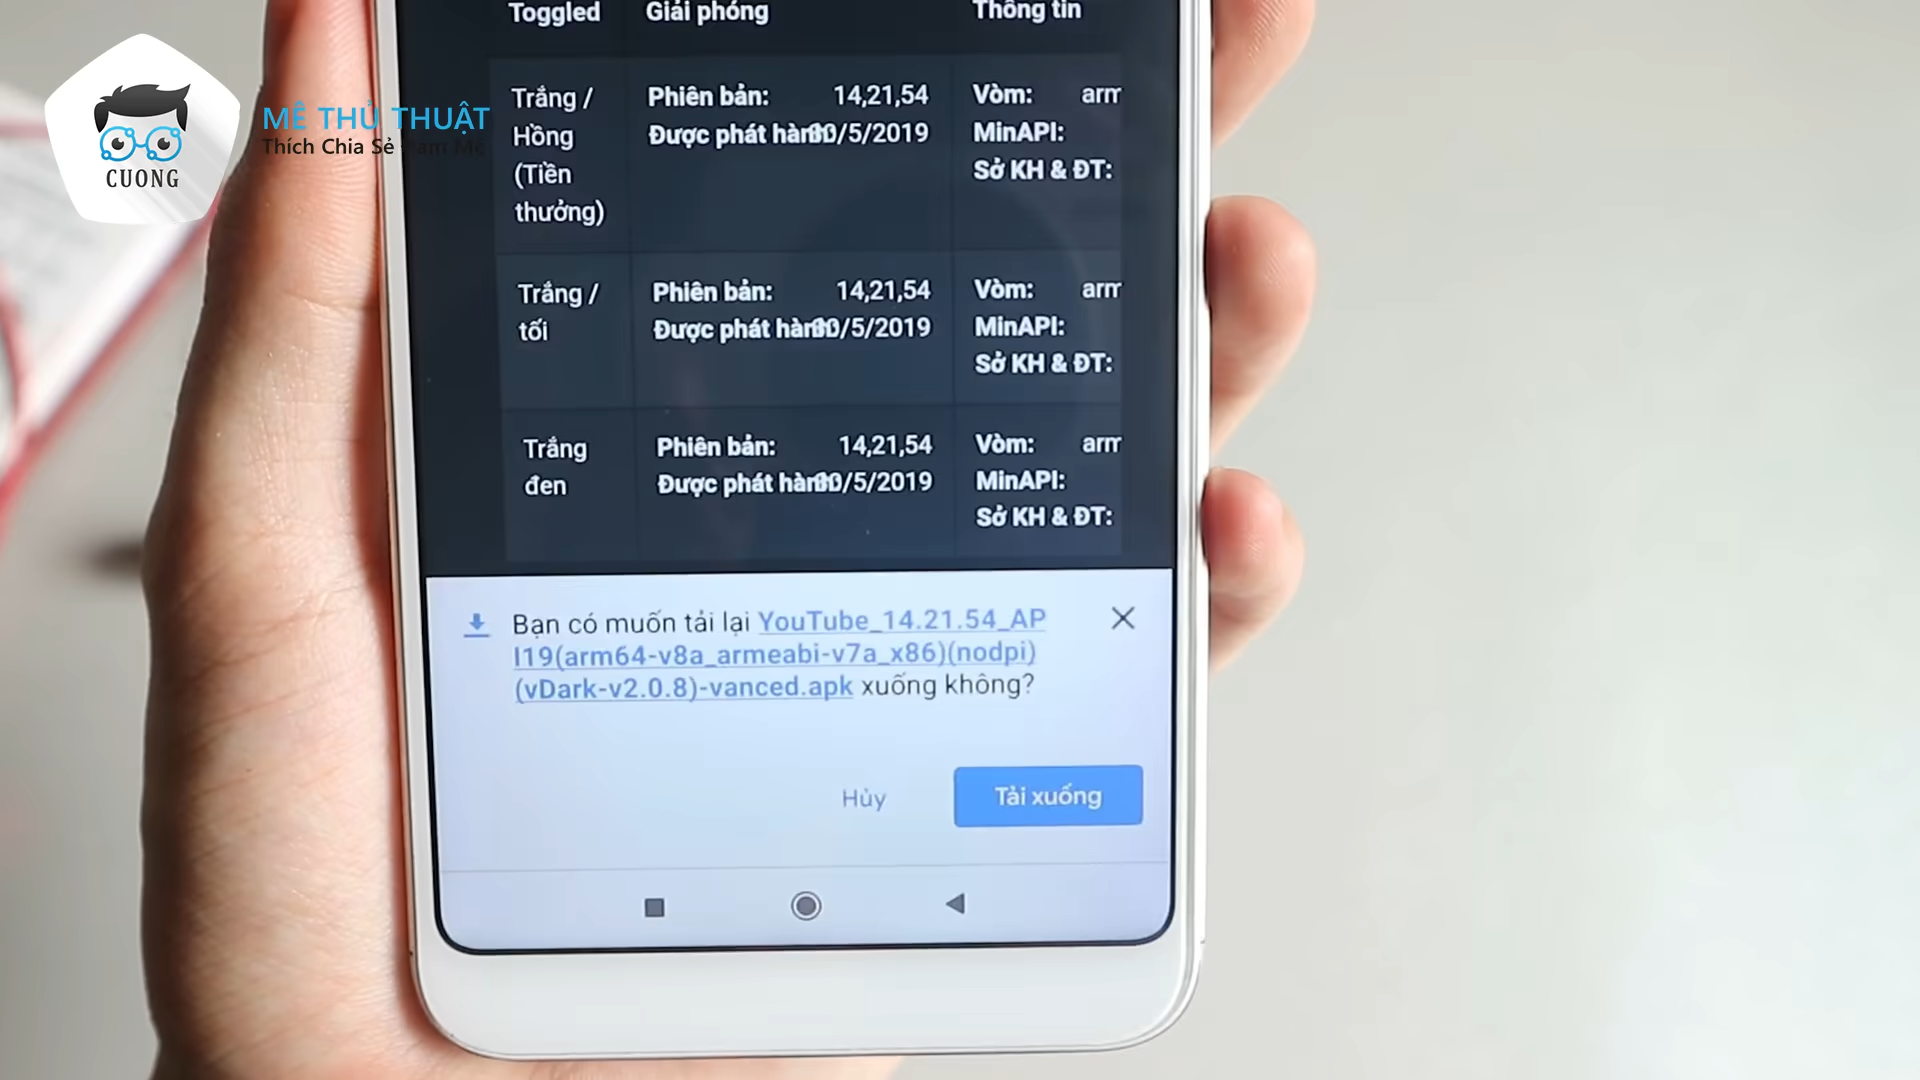 Toggled Giải phóng Thông tin
MÊ THỦ THUẬT
Thích Chia Sẻ Đam Mê
CUONG
Trắng / Hồng (Tiền thưởng)
Phiên bản: 14,21,54
Được phát hành: 30/5/2019
Vòm: arm
MinAPI:
Sở KH & ĐT:
Trắng / tối
Phiên bản: 14,21,54
Được phát hành: 30/5/2019
Vòm: arm
MinAPI:
Sở KH & ĐT:
Trắng đen
Phiên bản: 14,21,54
Được phát hành: 30/5/2019
Vòm: arm
MinAPI:
Sở KH & ĐT:
Bạn có muốn tải lại YouTube_14.21.54_AP
I19(arm64-v8a_armeabi-v7a_x86)(nodpi)
(vDark-v2.0.8)-vanced.apk xuống không?
Hủy Tải xuống